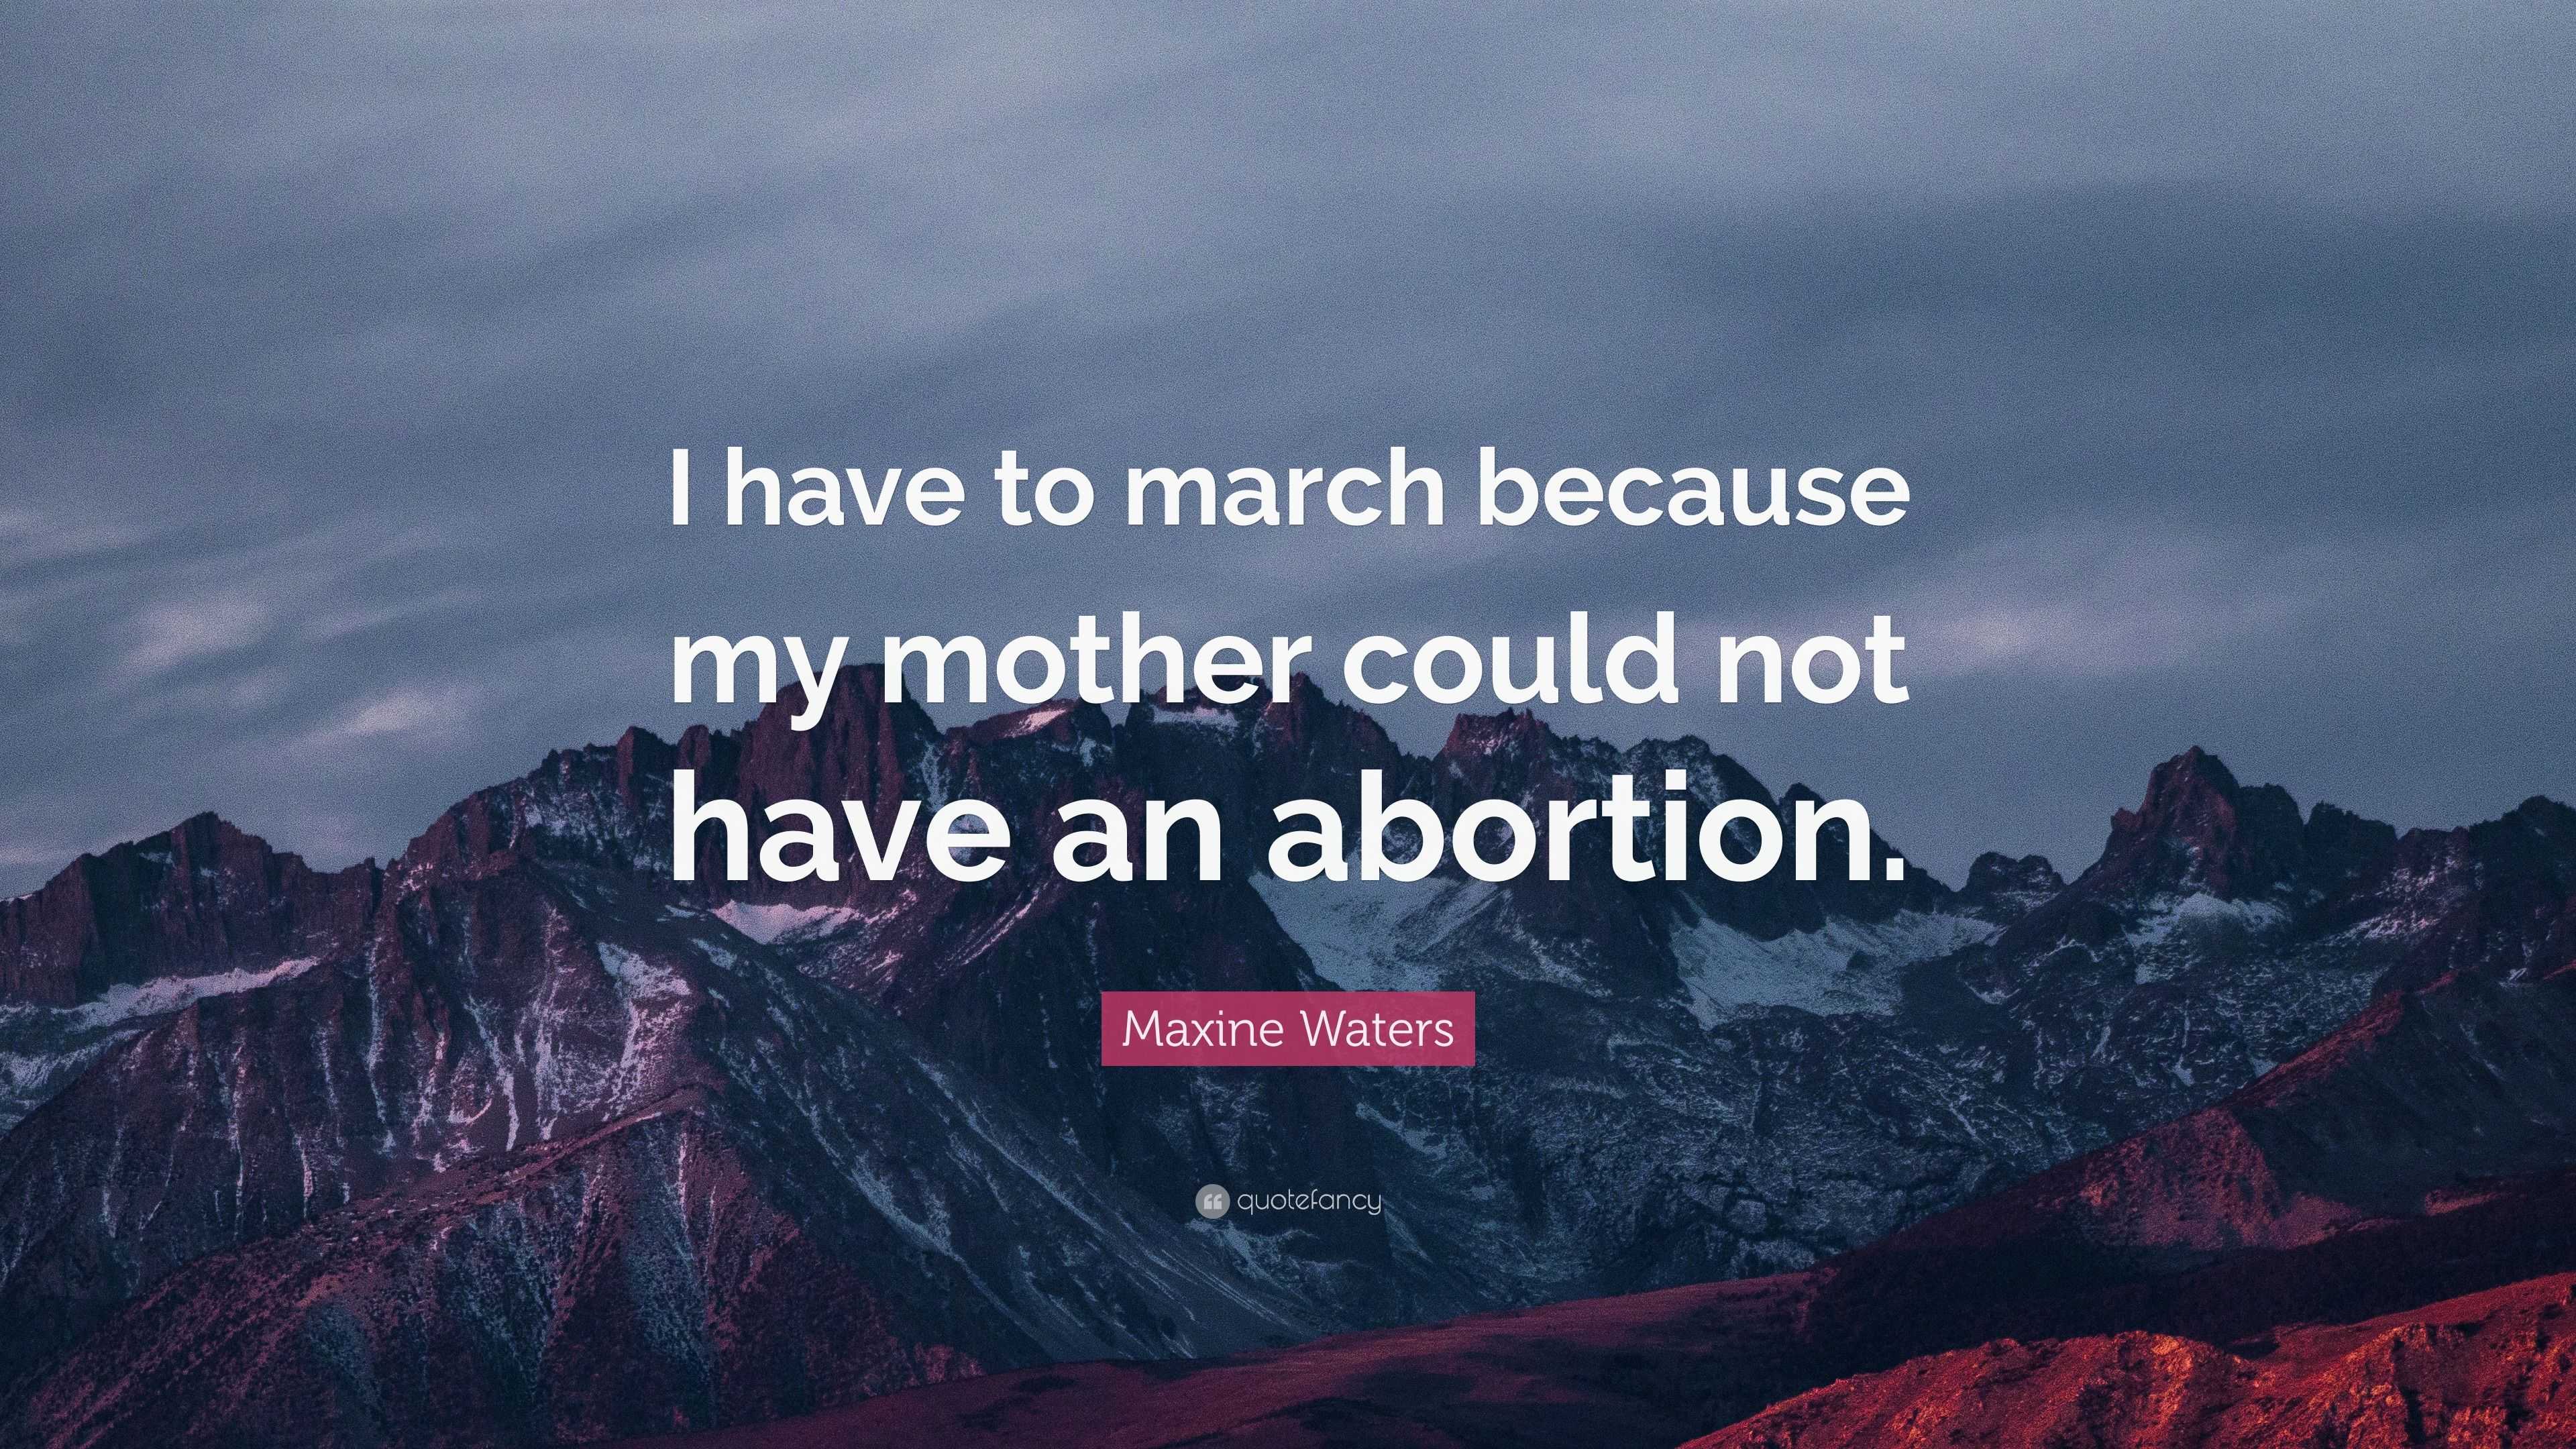 I have to march because
my mother could not
have an abortion.
Maxine Waters
quotefancy